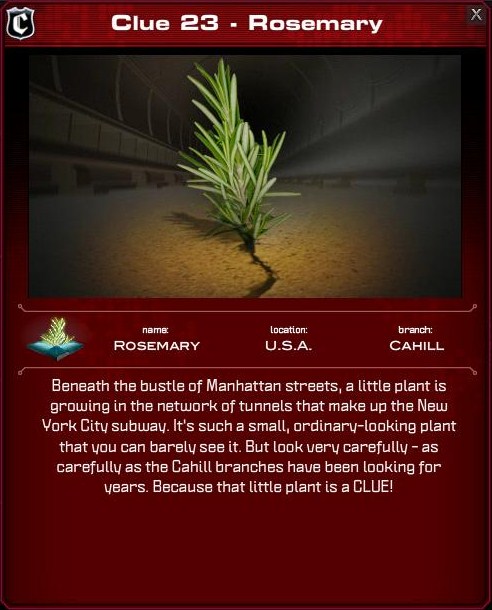 C
Clue 23 - Rosemary
X
name:
Rosemary
location:
U.S.A.
branch:
Cahill
Beneath the bustle of Manhattan streets, a little plant is
growing in the network of tunnels that make up the New
York City subway. It's such a small, ordinary-looking plant
that you can barely see it. But look very carefully - as
carefully as the Cahill branches have been looking for
years. Because that little plant is a CLUE!